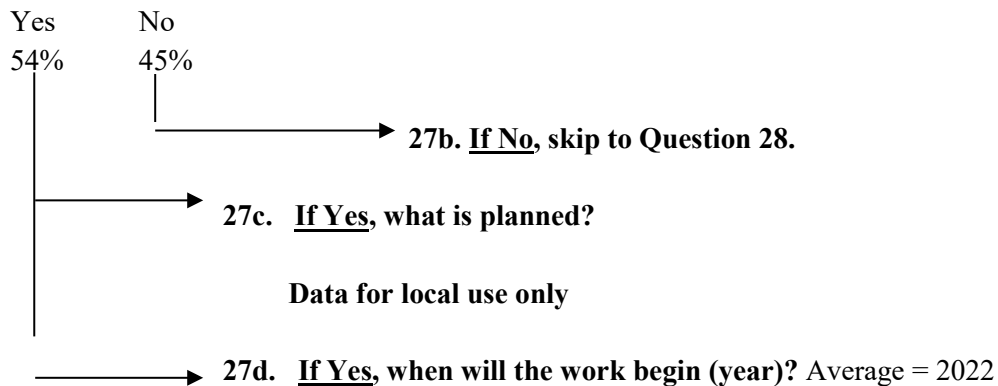 Yes No
54% 45%
27b. If No, skip to Question 28.
27c. If Yes, what is planned?
Data for local use only
27d. If Yes, when will the work begin (year)? Average = 2022